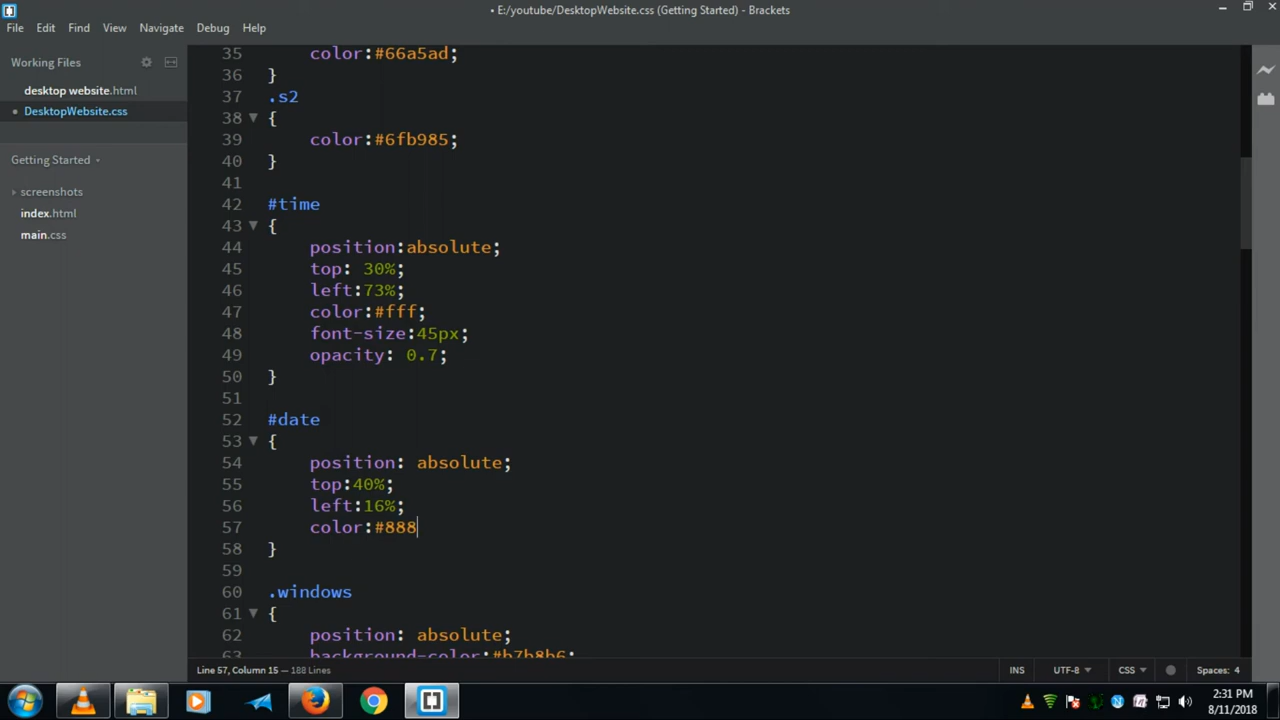 • E:/youtube/DesktopWebsite.css (Getting Started) - Brackets
File Edit Find View Navigate Debug Help
Working Files
desktop website.html
DesktopWebsite.css
Getting Started
screenshots
index.html
main.css
35 color:#66a5ad;
36 }
37 .s2
38 {
39 color:#6fb985;
40 }
41
42 #time
43 {
44 position:absolute;
45 top: 30%;
46 left:73%;
47 color:#fff;
48 font-size:45px;
49 opacity: 0.7;
50 }
51
52 #date
53 {
54 position: absolute;
55 top:40%;
56 left:16%;
57 color:#888
58 }
59
60 .windows
61 {
62 position: absolute;
63 background-color:#b7b8b6;
Line 57, Column 15 — 188 Lines
INS UTF-8 CSS Spaces: 4
2:31 PM
8/11/2018